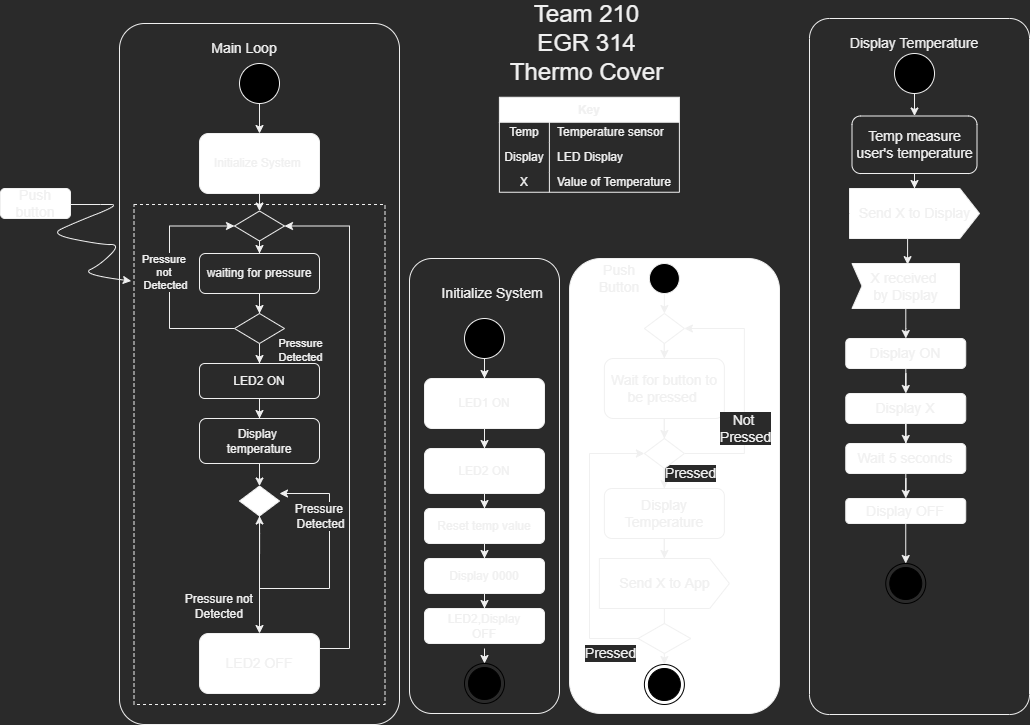 Team 210
EGR 314
Thermo Cover
Key
Temp Temperature sensor
Display LED Display
X Value of Temperature
Push
button
Main Loop
Initialize System
Pressure
not
Detected
waiting for pressure
Pressure
Detected
LED2 ON
Display
temperature
Pressure
Detected
Pressure not
Detected
LED2 OFF
Initialize System
LED1 ON
LED2 ON
Reset temp value
Display 0000
LED2,Display
OFF
Push
Button
Wait for button to
be pressed
Not
Pressed
Pressed
Display
Temperature
Send X to App
Pressed
Display Temperature
Temp measure
user's temperature
Send X to Display
X received
by Display
Display ON
Display X
Wait 5 seconds
Display OFF